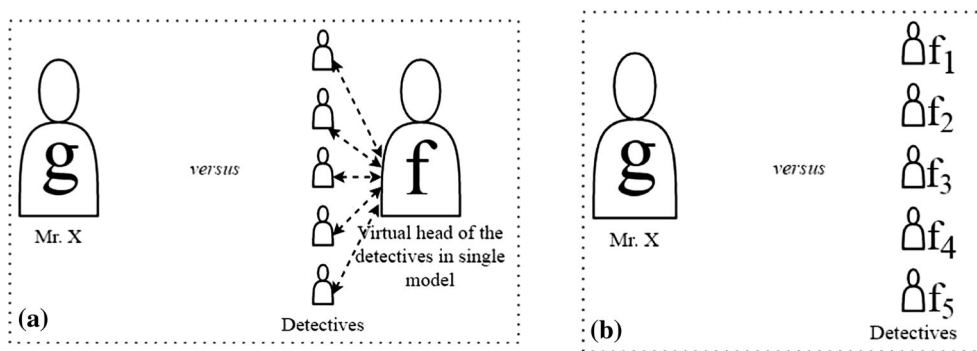 g
Mr. X
versus
f
Virtual head of the
detectives in single
model
Detectives
(a)
g
Mr. X
versus
f1
f2
f3
f4
f5
Detectives
(b)